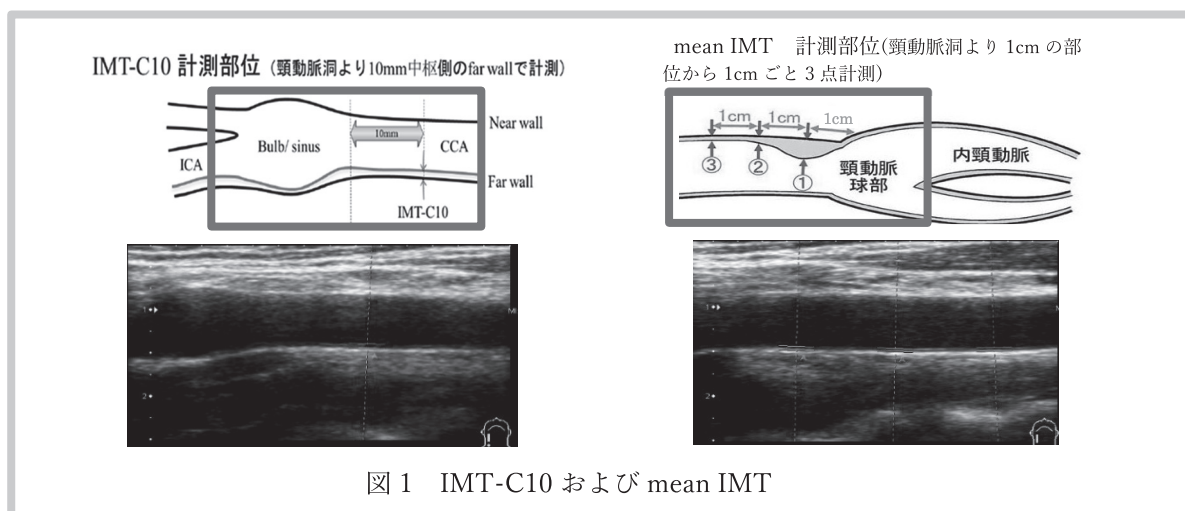 IMT-C10 計測部位（頸動脈洞より10mm中枢側のfar wallで計測）
Near wall
10mm
Bulb/ sinus
CCA
ICA
Far wall
IMT-C10
mean IMT　計測部位(頸動脈洞より 1cm の部
位から 1cm ごと 3 点計測)
1cm 1cm 1cm
③ ② ①
頸動脈
球部
内頸動脈
1
2
1
2
図 1　IMT-C10 および mean IMT